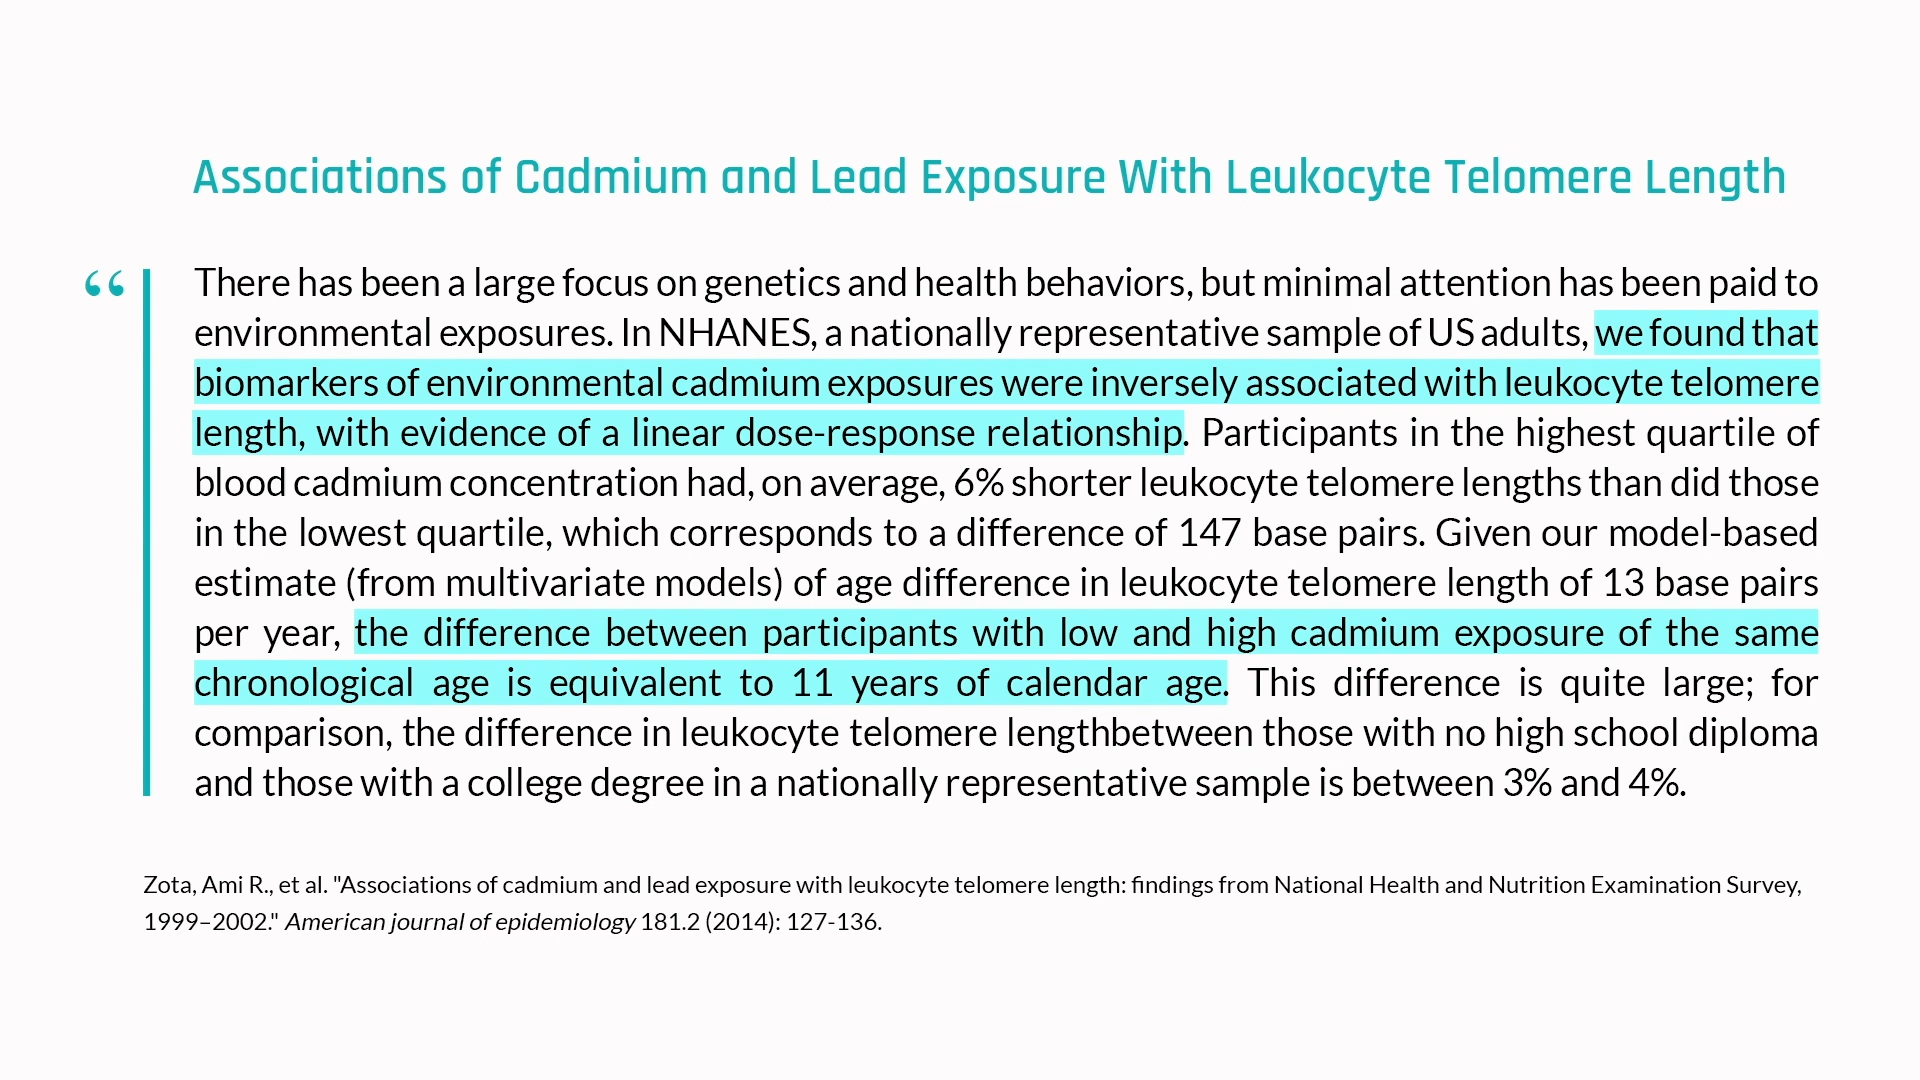 Associations of Cadmium and Lead Exposure With Leukocyte Telomere Length
“
There has been a large focus on genetics and health behaviors, but minimal attention has been paid to
environmental exposures. In NHANES, a nationally representative sample of US adults, we found that
biomarkers of environmental cadmium exposures were inversely associated with leukocyte telomere
length, with evidence of a linear dose-response relationship. Participants in the highest quartile of
blood cadmium concentration had, on average, 6% shorter leukocyte telomere lengths than did those
in the lowest quartile, which corresponds to a difference of 147 base pairs. Given our model-based
estimate (from multivariate models) of age difference in leukocyte telomere length of 13 base pairs
per year, the difference between participants with low and high cadmium exposure of the same
chronological age is equivalent to 11 years of calendar age. This difference is quite large; for
comparison, the difference in leukocyte telomere lengthbetween those with no high school diploma
and those with a college degree in a nationally representative sample is between 3% and 4%.
Zota, Ami R., et al. "Associations of cadmium and lead exposure with leukocyte telomere length: findings from National Health and Nutrition Examination Survey,
1999–2002." American journal of epidemiology 181.2 (2014): 127-136.